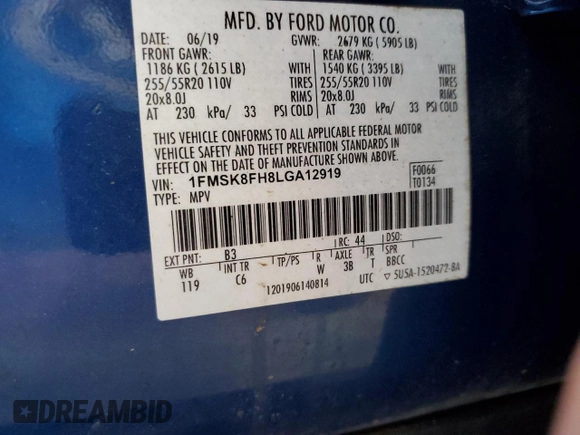 MFD. BY FORD MOTOR CO.
DATE: 06/19 GVWR: 2679 KG ( 5905 LB)
FRONT GAWR: REAR GAWR:
1186 KG ( 2615 LB) WITH 1540 KG ( 3395 LB) WITH
255/55R20 110V TIRES 255/55R20 110V TIRES
20x8.0J RIMS 20x8.0J RIMS
AT 230 kPa/ 33 PSI COLD AT 230 kPa/ 33 PSI COLD
THIS VEHICLE CONFORMS TO ALL APPLICABLE FEDERAL MOTOR
VEHICLE SAFETY AND THEFT PREVENTION STANDARDS IN EFFECT
ON THE DATE OF MANUFACTURE SHOWN ABOVE.
VIN: 1FMSK8FH8LGA12919 F0066
TYPE: MPV T0134
EXT PNT: B3 RC: 44 DSO:
WB INT TR TP/PS R AXLE TR SPR
119 C6 W 3B T BBCC
1201906140814 UTC ▽ 5U5A-1520472-BA
DREAMBID